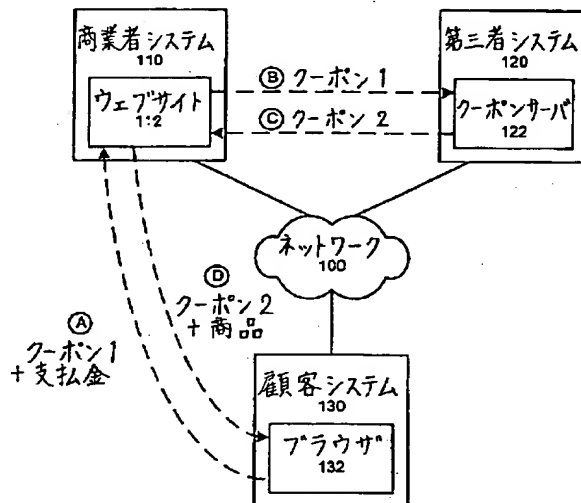 商業者システム
110
ウェブサイト
1:2
Ⓑ クーポン 1
Ⓒ クーポン 2
第三者システム
120
クーポンサーバ
122
ネットワーク
100
Ⓓ
クーポン 2
+ 商品
Ⓐ
クーポン 1
+ 支払金
顧客システム
130
ブラウザ
132